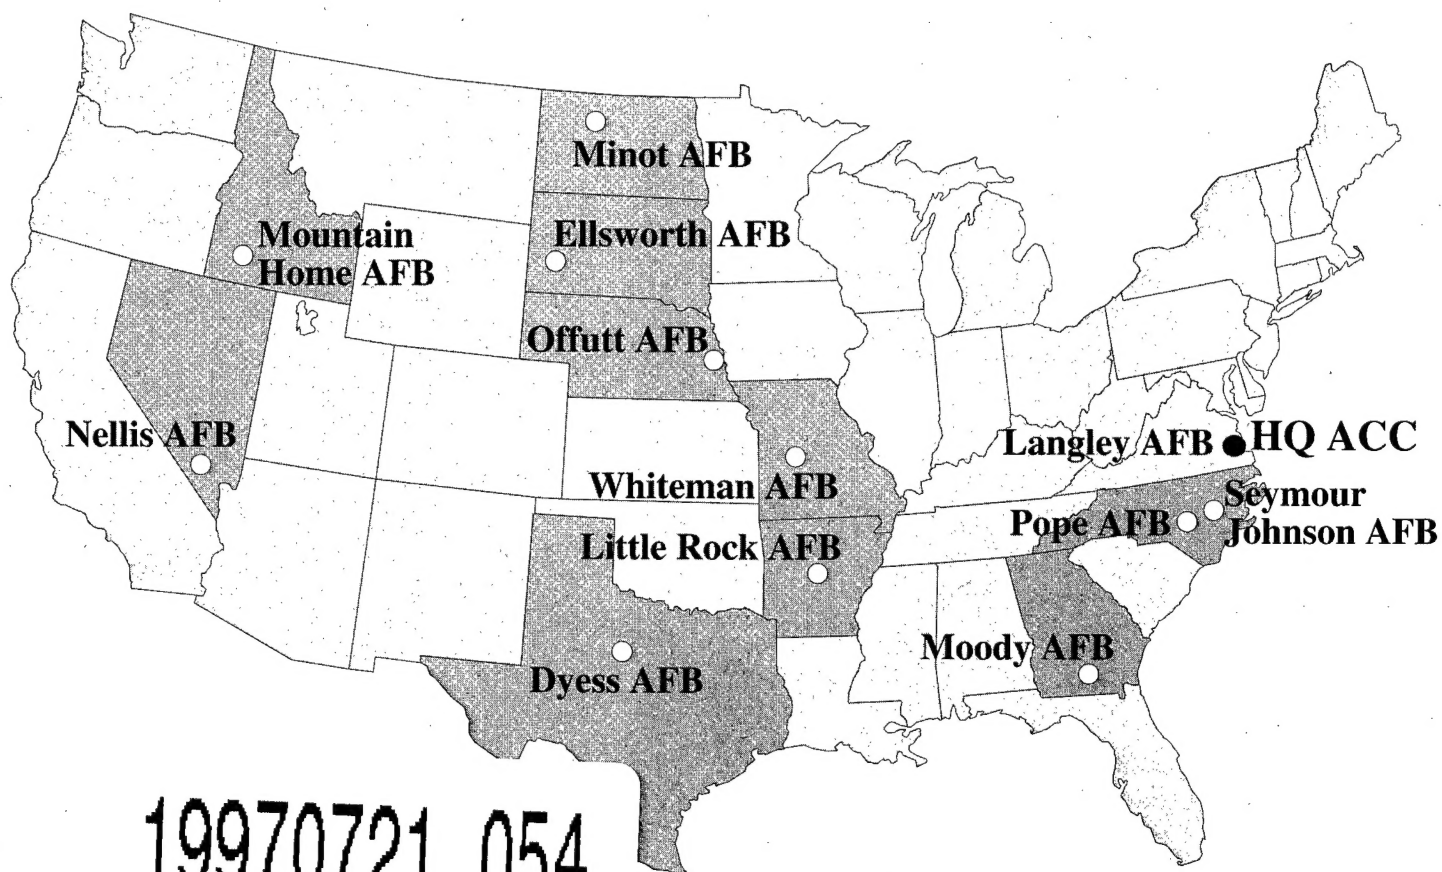 Minot AFB
Mountain
Home AFB
Ellsworth AFB
Offutt AFB
Nellis AFB
Langley AFB HQ ACC
Whiteman AFB
Seymour
Johnson AFB
Pope AFB
Little Rock AFB
Moody AFB
Dyess AFB
19970721 054